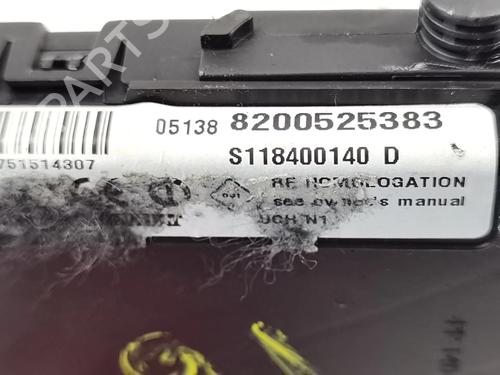 05138 8200525383
751514307
S118400140 D
RF HOMOLOGATION
see owner's manual
UCH N1